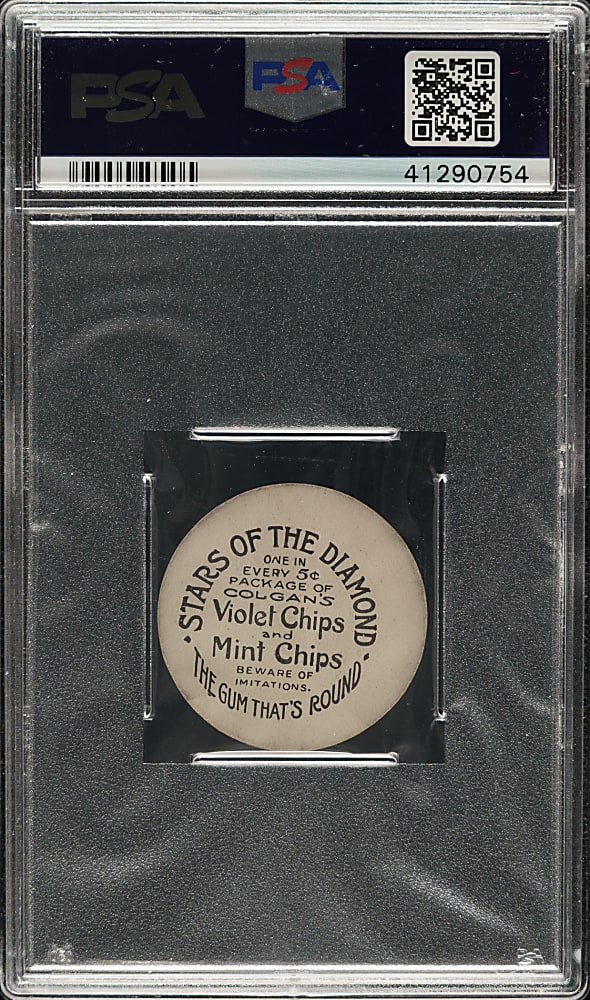 PSA
PSA
41290754
• STARS OF THE DIAMOND •
ONE IN
EVERY 5¢
PACKAGE OF
COLGAN'S
Violet Chips
and
Mint Chips
BEWARE OF
IMITATIONS.
THE GUM THAT'S ROUND